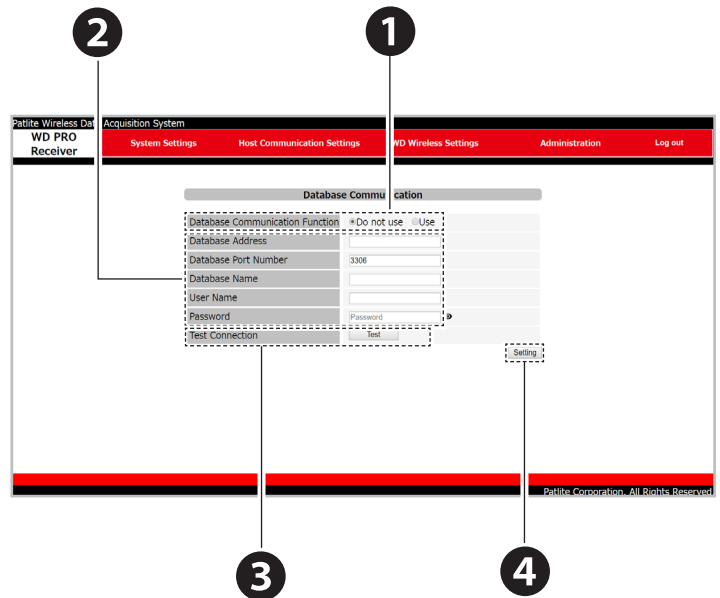 2 1
Patlite Wireless Dat Acquisition System
WD PRO
Receiver
System Settings Host Communication Settings WD Wireless Settings Administration Log out
Database Commu cation
Database Communication Function Do not use Use
Database Address
Database Port Number 3306
Database Name
User Name
Password Password
Test Connection Test
Setting
Patlite Corporation. All Rights Reserved
3 4